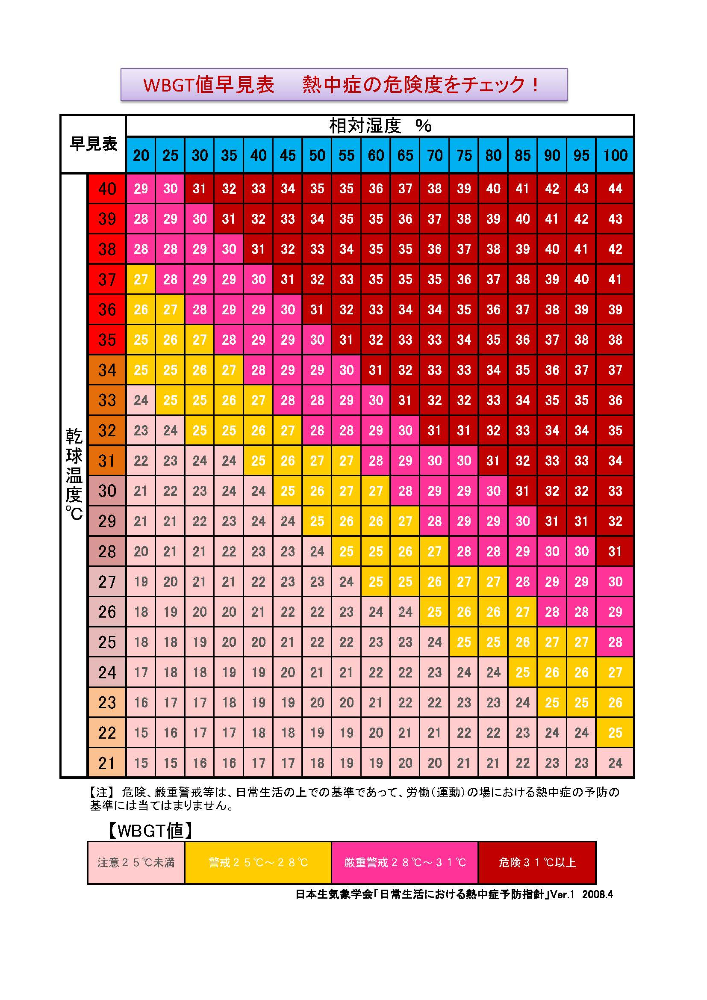 WBGT値早見表　熱中症の危険度をチェック！
早見表
相対湿度　％
20 25 30 35 40 45 50 55 60 65 70 75 80 85 90 95 100
乾球温度℃
40 29 30 31 32 33 34 35 35 36 37 38 39 40 41 42 43 44
39 28 29 30 31 32 33 34 35 35 36 37 38 39 40 41 42 43
38 28 28 29 30 31 32 33 34 35 35 36 37 38 39 40 41 42
37 27 28 29 29 30 31 32 33 35 35 35 36 37 38 39 40 41
36 26 27 28 29 29 30 31 32 33 34 34 35 36 37 38 39 39
35 25 26 27 28 29 29 30 31 32 33 33 34 35 36 37 38 38
34 25 25 26 27 28 29 29 30 31 32 33 33 34 35 36 37 37
33 24 25 25 26 27 28 28 29 30 31 32 32 33 34 35 35 36
32 23 24 25 25 26 27 28 28 29 30 31 31 32 33 34 34 35
31 22 23 24 24 25 26 27 27 28 29 30 30 31 32 33 33 34
30 21 22 23 24 24 25 26 27 27 28 29 29 30 31 32 32 33
29 21 21 22 23 24 24 25 26 26 27 28 29 29 30 31 31 32
28 20 21 21 22 23 23 24 25 25 26 27 28 28 29 30 30 31
27 19 20 21 21 22 23 23 24 25 25 26 27 27 28 29 29 30
26 18 19 20 20 21 22 22 23 24 24 25 26 26 27 28 28 29
25 18 18 19 20 20 21 22 22 23 23 24 25 25 26 27 27 28
24 17 18 18 19 19 20 21 21 22 22 23 24 24 25 26 26 27
23 16 17 17 18 19 19 20 20 21 22 22 23 23 24 25 25 26
22 15 16 17 17 18 18 19 19 20 21 21 22 22 23 24 24 25
21 15 15 16 16 17 17 18 19 19 20 20 21 21 22 23 23 24
【注】 危険、厳重警戒等は、日常生活の上での基準であって、労働（運動）の場における熱中症の予防の
基準には当てはまりません。
【WBGT値】
注意２５℃未満 警戒２５℃～２８℃ 厳重警戒２８℃～３１℃ 危険３１℃以上
日本生気象学会「日常生活における熱中症予防指針」Ver.1　2008.4